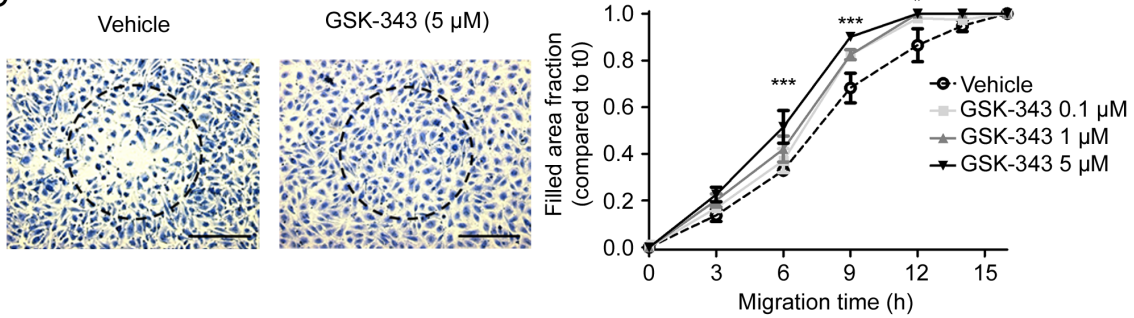 Vehicle
GSK-343 (5 μM)
Filled area fraction
(compared to t0)
1.0
0.8
0.6
0.4
0.2
0.0
***
***
*
Vehicle
GSK-343 0.1 μM
GSK-343 1 μM
GSK-343 5 μM
0
3
6
9
12
15
Migration time (h)